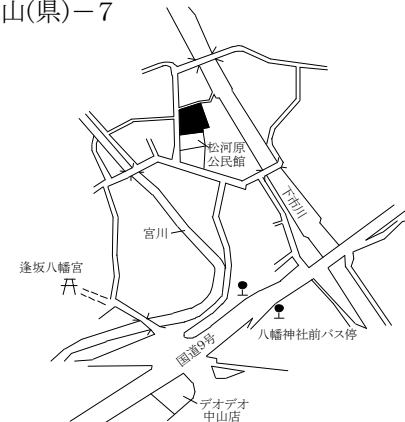 山(県)−7
松河原
公民館
下市川
宮川
逢坂八幡宮
国道9号
八幡神社前バス停
デオデオ
中山店